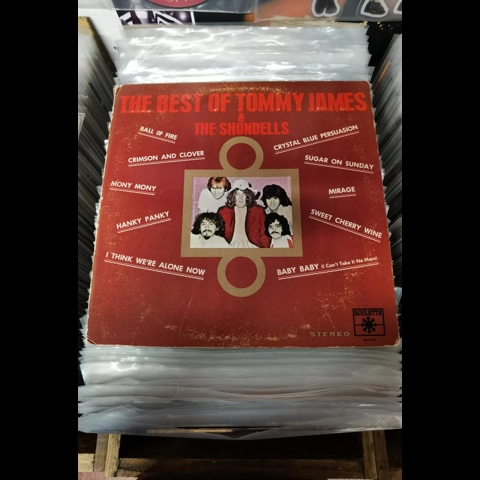 THE BEST OF TOMMY JAMES
&
THE SHONDELLS
BALL OF FIRE
CRIMSON AND CLOVER
MONY MONY
HANKY PANKY
I THINK WE'RE ALONE NOW
CRYSTAL BLUE PERSUASION
SUGAR ON SUNDAY
MIRAGE
SWEET CHERRY WINE
BABY BABY (I Can't Take It No More)
STEREO
ROULETTE